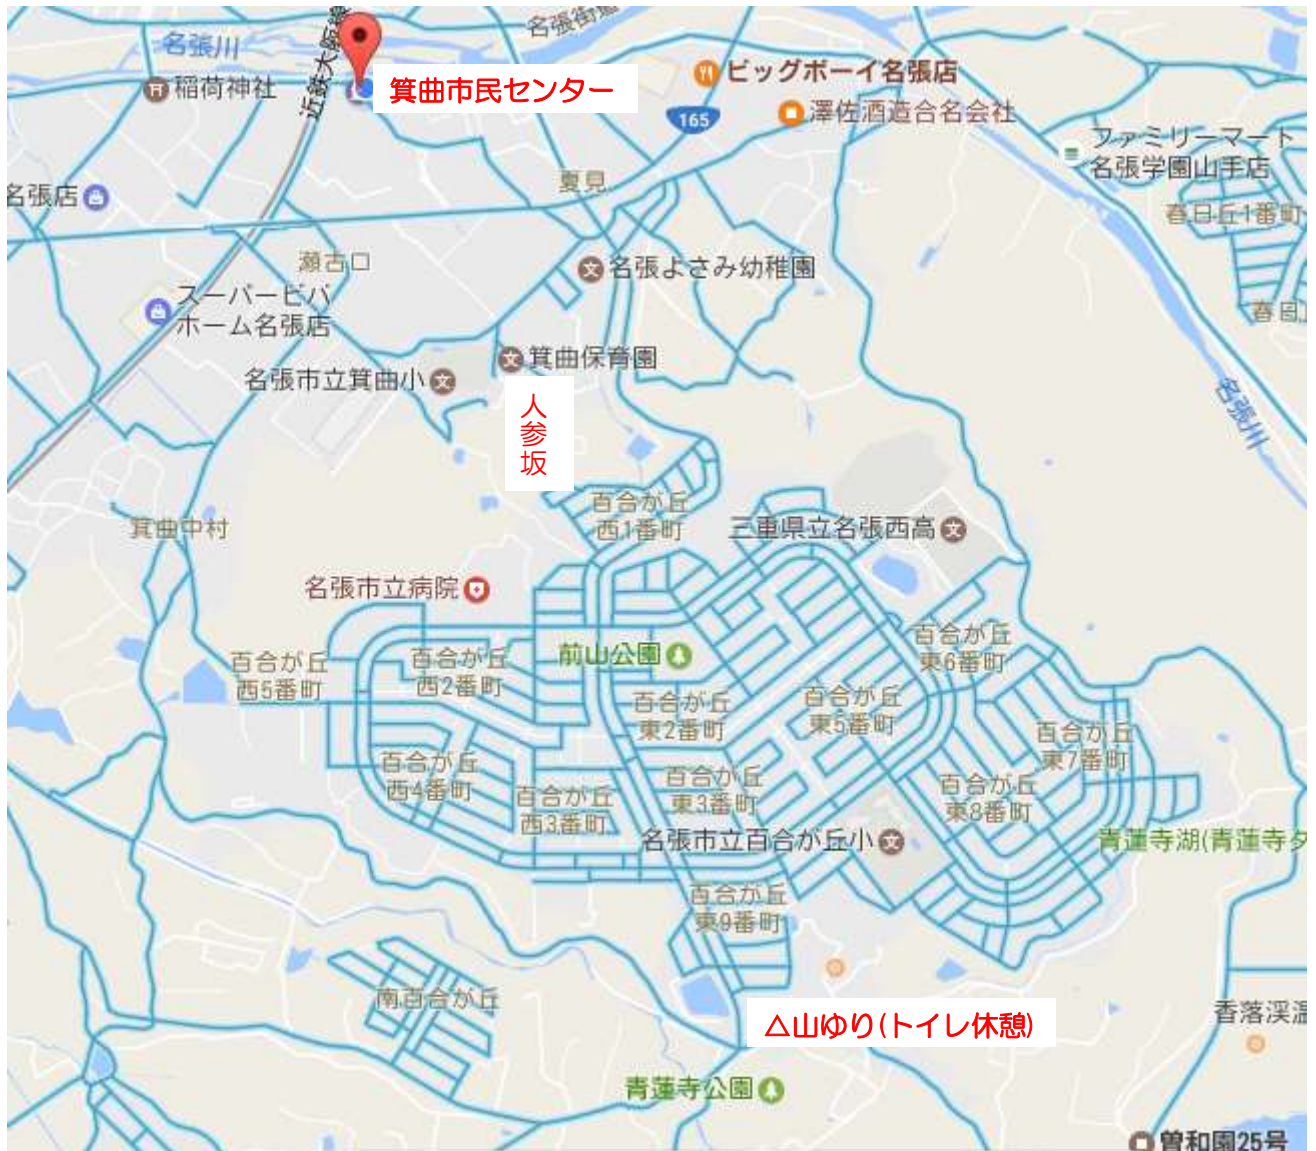 名張川
名張街道
近鉄大阪線
稲荷神社
箕曲市民センター
ビッグボーイ名張店
165
澤佐酒造合名会社
ファミリーマート
名張学園山手店
名張店
夏見
春日丘1番町
瀬古口
名張よさみ幼稚園
スーパービバ
ホーム名張店
春日丘
箕曲保育園
名張市立箕曲小
名張川
人参坂
百合が丘
西1番町
箕曲中村
三重県立名張西高
名張市立病院
百合が丘
東6番町
前山公園
百合が丘
西5番町
百合が丘
西2番町
百合が丘
東2番町
百合が丘
東5番町
百合が丘
東7番町
百合が丘
西4番町
百合が丘
西3番町
百合が丘
東3番町
百合が丘
東8番町
名張市立百合が丘小
青蓮寺湖(青蓮寺ダ
百合が丘
東9番町
南百合が丘
△山ゆり(トイレ休憩)
香落渓温
青蓮寺公園
曽和園25号